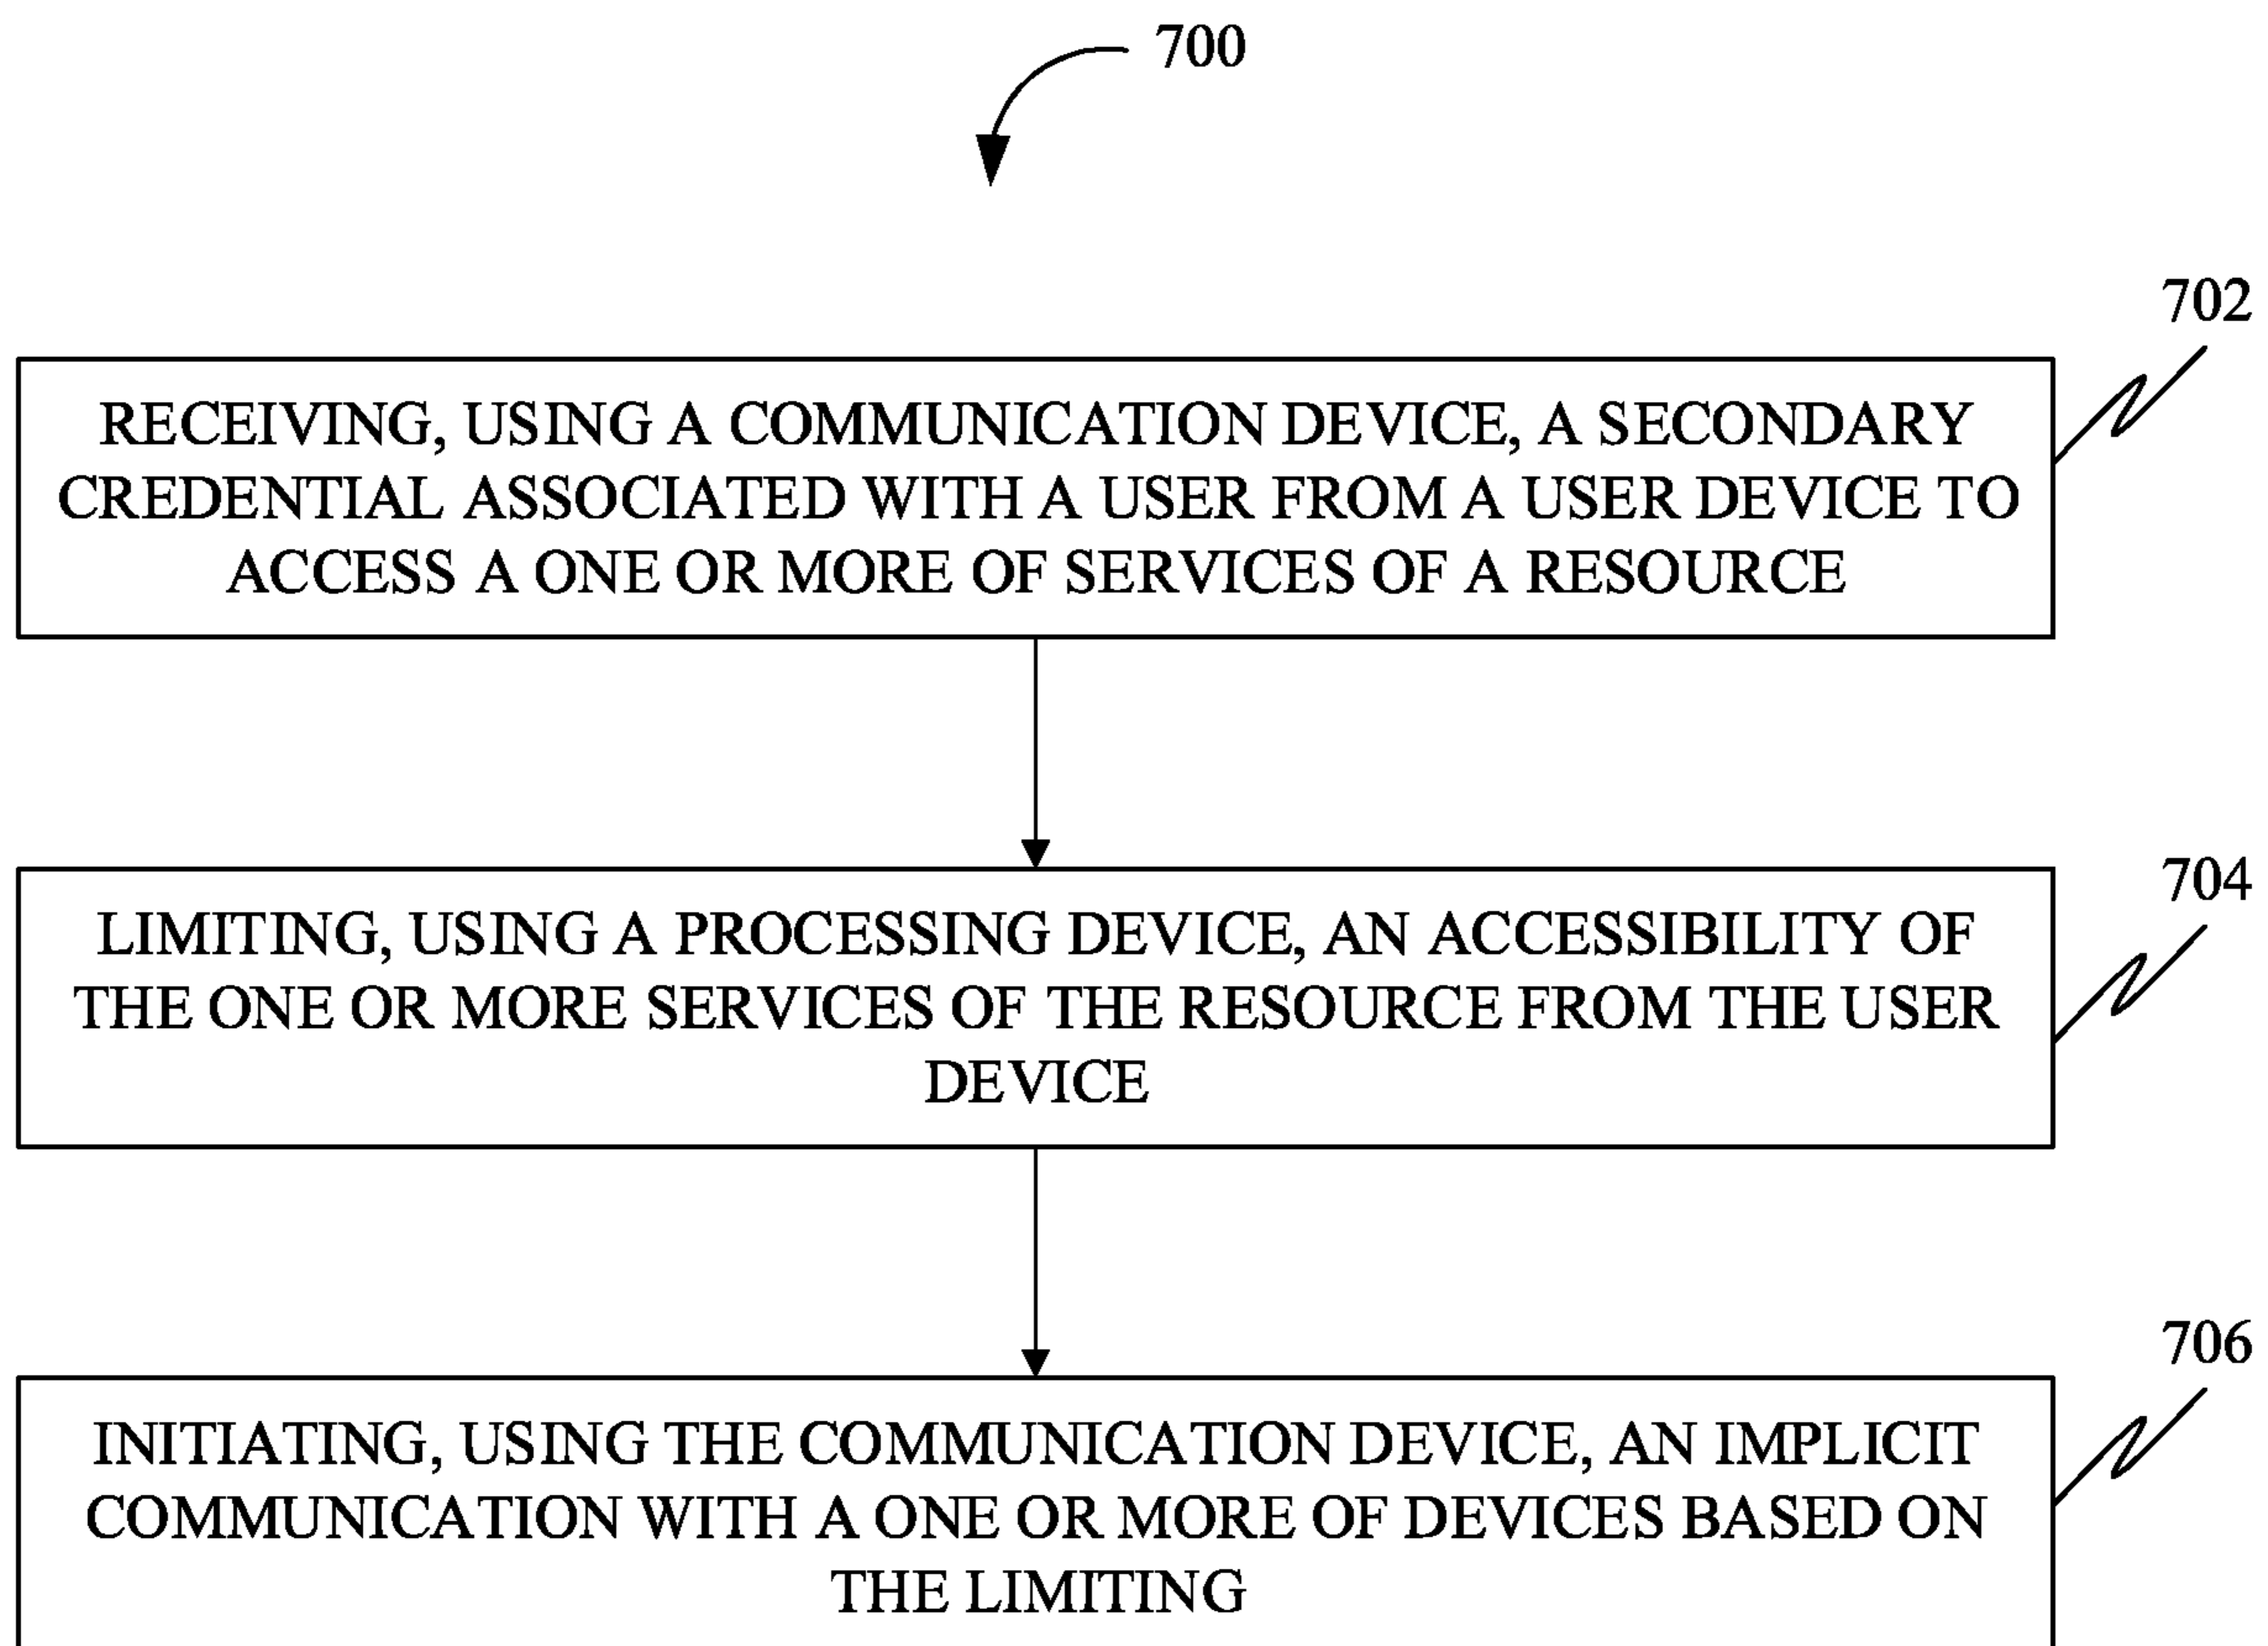 700
702
RECEIVING, USING A COMMUNICATION DEVICE, A SECONDARY
CREDENTIAL ASSOCIATED WITH A USER FROM A USER DEVICE TO
ACCESS A ONE OR MORE OF SERVICES OF A RESOURCE
704
LIMITING, USING A PROCESSING DEVICE, AN ACCESSIBILITY OF
THE ONE OR MORE SERVICES OF THE RESOURCE FROM THE USER
DEVICE
706
INITIATING, USING THE COMMUNICATION DEVICE, AN IMPLICIT
COMMUNICATION WITH A ONE OR MORE OF DEVICES BASED ON
THE LIMITING